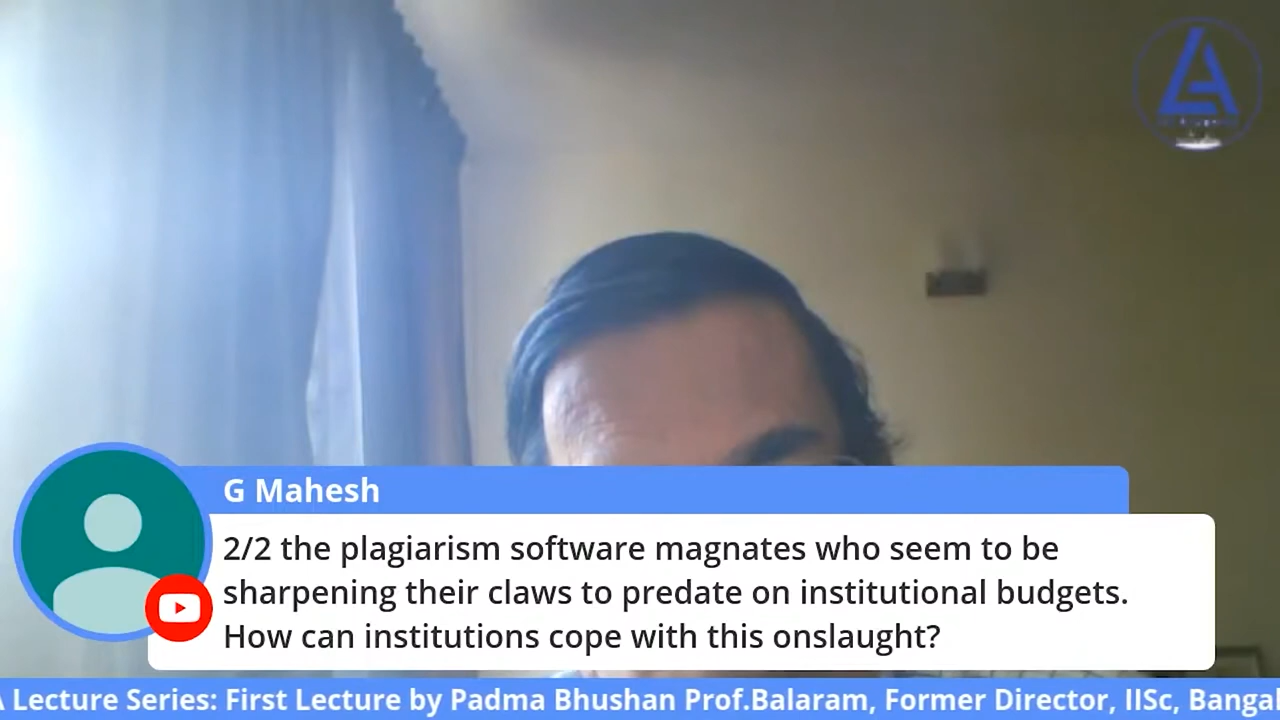 G Mahesh
2/2 the plagiarism software magnates who seem to be
sharpening their claws to predate on institutional budgets.
How can institutions cope with this onslaught?
Lecture Series: First Lecture by Padma Bhushan Prof.Balaram, Former Director, IISc,